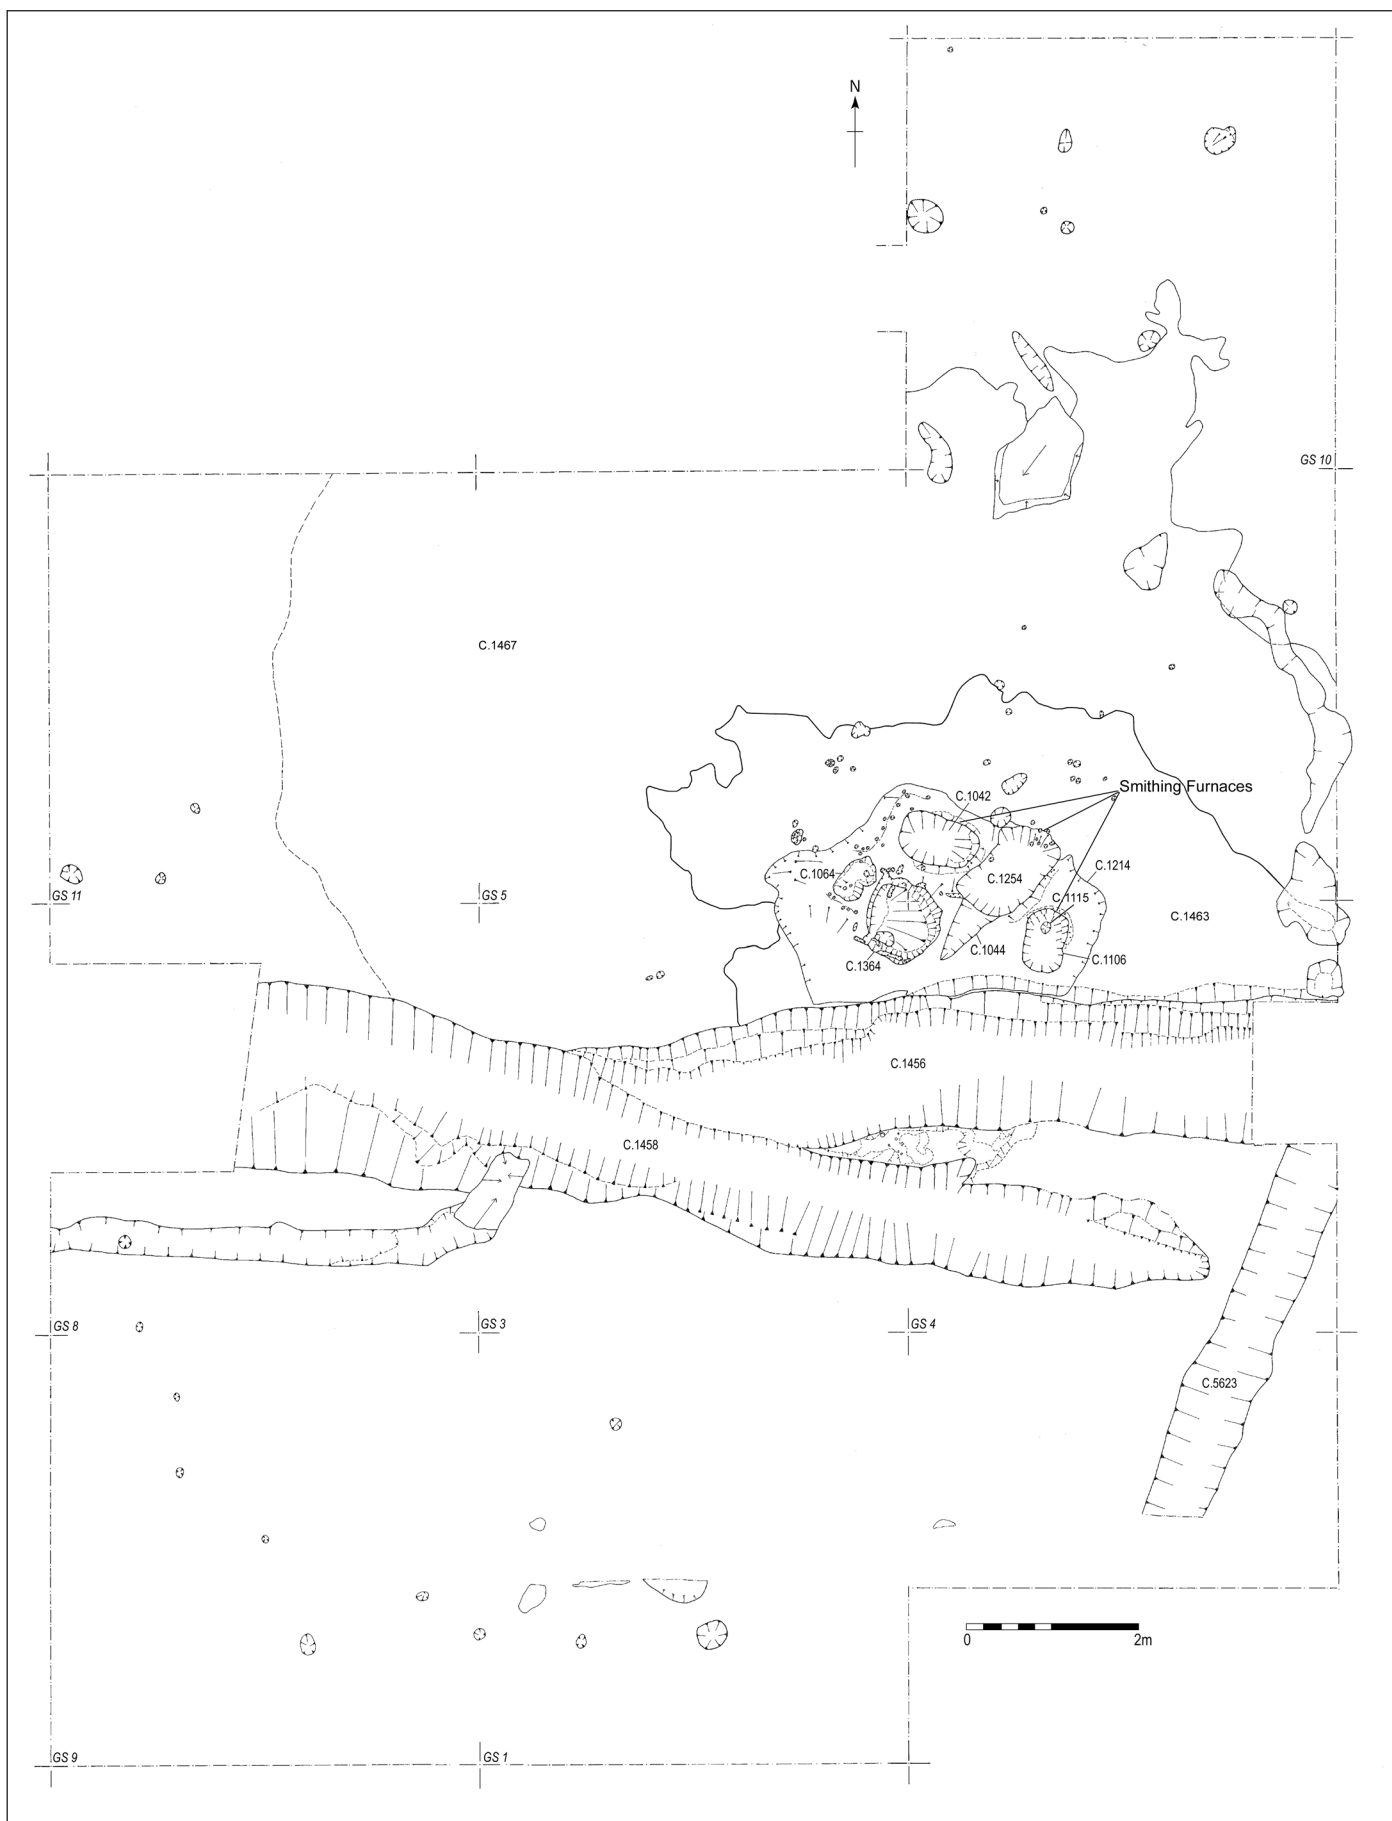 N
GS 10
C.1467
Smithing Furnaces
C.1042
C.1064
C.1254
C.1214
C.1115
C.1463
GS 11
GS 5
C.1364
C.1044
C.1106
C.1456
C.1458
GS 8
GS 3
GS 4
C.5623
0 2m
GS 9
GS 1